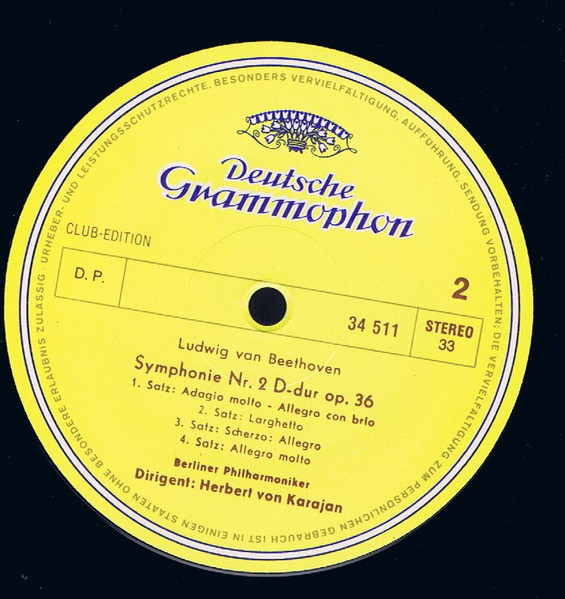 Deutsche
Grammophon
CLUB-EDITION
D. P.
2
34 511
STEREO
33
Ludwig van Beethoven
Symphonie Nr. 2 D-dur op. 36
1. Satz: Adagio molto - Allegro con brio
2. Satz: Larghetto
3. Satz: Scherzo: Allegro
4. Satz: Allegro molto
Berliner Philharmoniker
Dirigent: Herbert von Karajan
URHEBER- UND LEISTUNGSSCHUTZRECHTE, BESONDERS VERVIELFÄLTIGUNG, AUFFÜHRUNG, SENDUNG VORBEHALTEN; DIE VERVIELFÄLTIGUNG ZUM PERSÖNLICHEN GEBRAUCH IST IN EINIGEN STAATEN OHNE BESONDERE ERLAUBNIS ZULÄSSIG ·